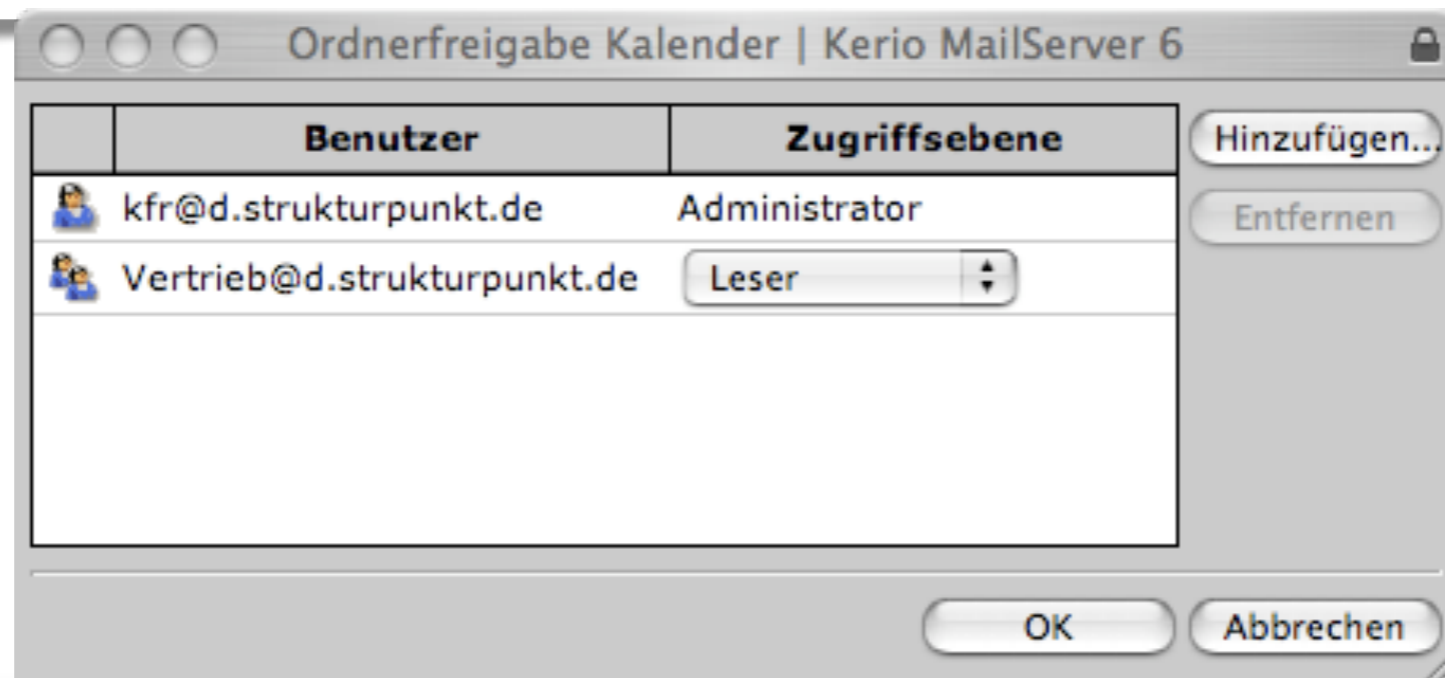 Ordnerfreigabe Kalender | Kerio MailServer 6
Benutzer Zugriffsebene Hinzufügen...
kfr@d.strukturpunkt.de Administrator Entfernen
Vertrieb@d.strukturpunkt.de Leser
OK Abbrechen